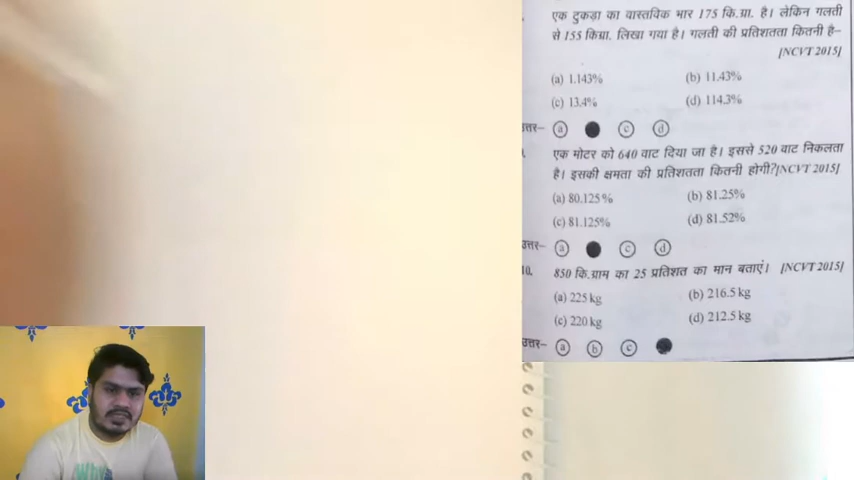 एक टुकड़ा का वास्तविक भार 175 कि.ग्रा. है। लेकिन गलती
से 155 किग्रा. लिखा गया है। गलती की प्रतिशतता कितनी है–
[NCVT 2015]
(a) 1.143% (b) 11.43%
(c) 13.4% (d) 114.3%
उत्तर– a c d
एक मोटर को 640 वाट दिया जा है। इससे 520 वाट निकलता
है। इसकी क्षमता की प्रतिशतता कितनी होगी?[NCVT 2015]
(a) 80.125% (b) 81.25%
(c) 81.125% (d) 81.52%
उत्तर– a c d
10. 850 कि.ग्राम का 25 प्रतिशत का मान बताएं। [NCVT 2015]
(a) 225 kg (b) 216.5 kg
(c) 220 kg (d) 212.5 kg
उत्तर– a b c